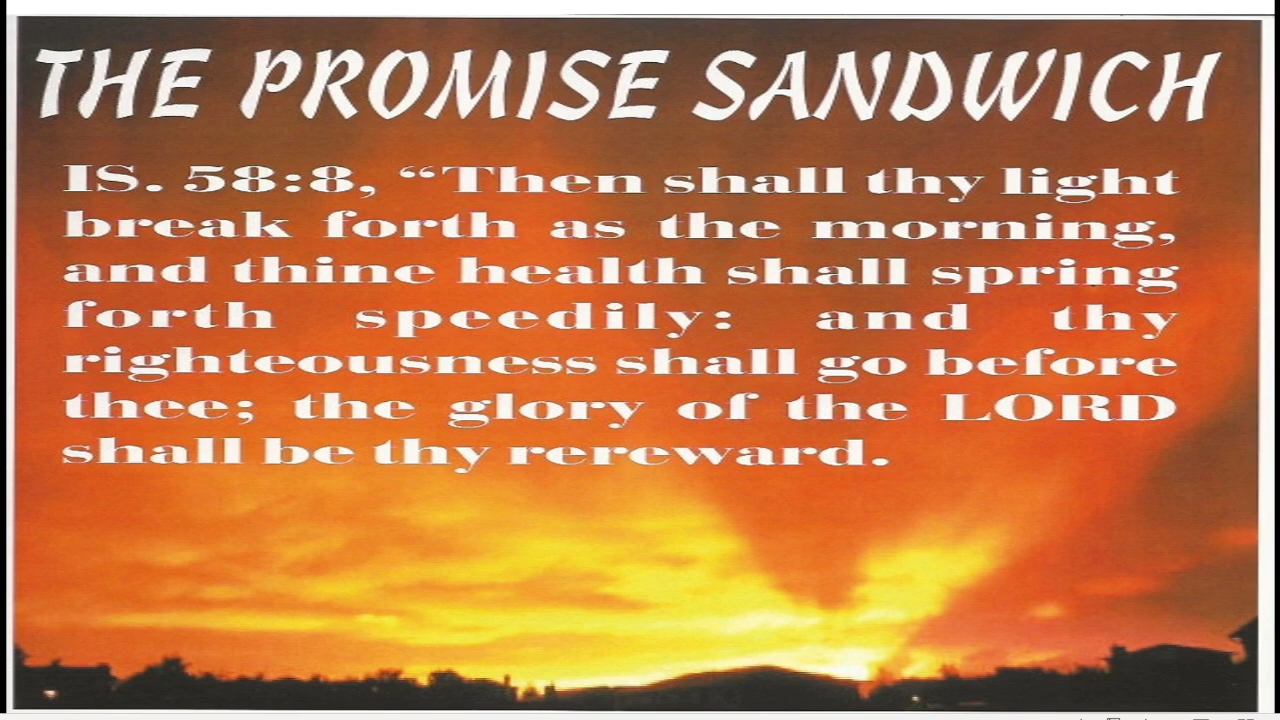 THE PROMISE SANDWICH
IS. 58:8, “Then shall thy light
break forth as the morning,
and thine health shall spring
forth speedily: and thy
righteousness shall go before
thee; the glory of the LORD
shall be thy rereward.